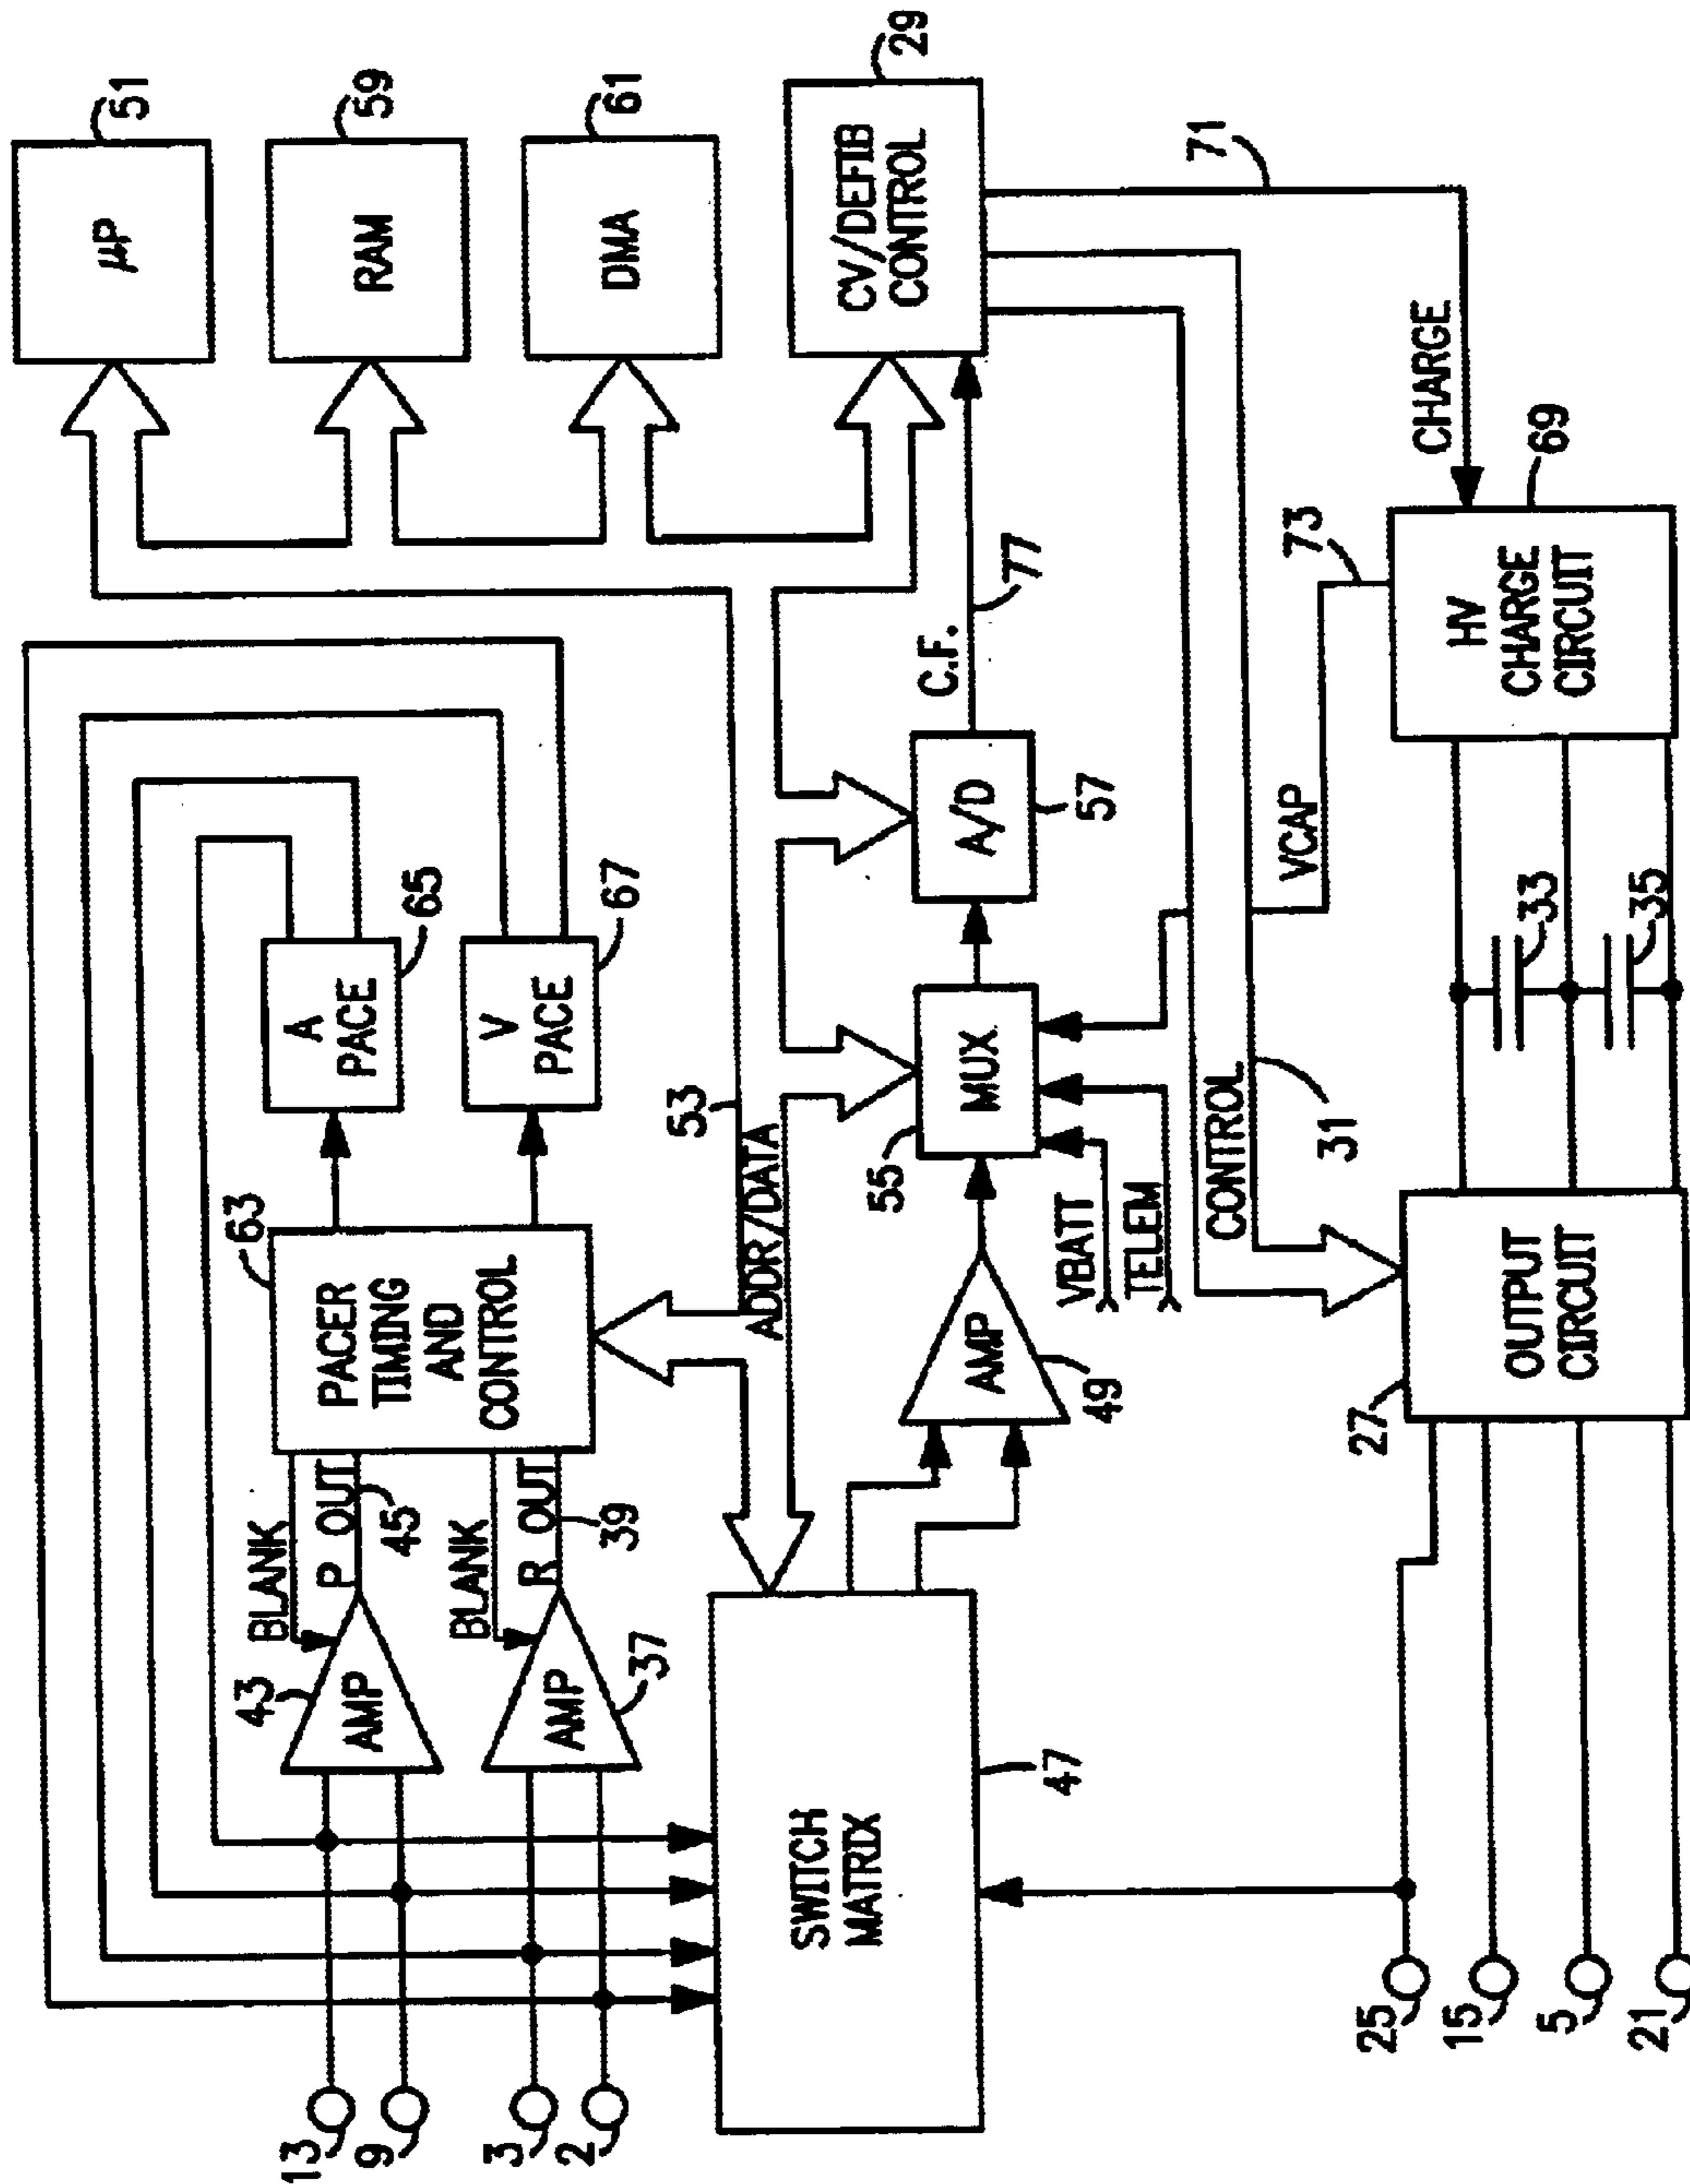 13
9
3
2
43
AMP
BLANK
P OUT
45
37
AMP
BLANK
R OUT
39
63
PACER
TIMING
AND
CONTROL
A
PACE
65
V
PACE
67
51
μP
59
RAM
61
DMA
29
CV/DEFIB
CONTROL
53
ADDR/DATA
SWITCH
MATRIX
47
AMP
49
55
MUX
VBATT
TELEM
A/D
57
C.F.
77
71
CHARGE
CONTROL
31
VCAP
73
HV
CHARGE
CIRCUIT
69
33
35
27
OUTPUT
CIRCUIT
25
15
5
21